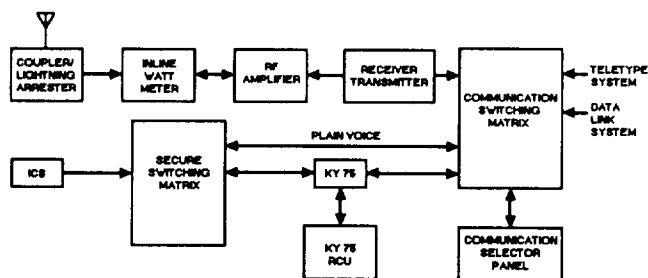 COUPLER/
LIGHTNING
ARRESTER
INLINE
WATT
METER
RF
AMPLIFIER
RECEIVER
TRANSMITTER
COMMUNICATION
SWITCHING
MATRIX
TELETYPE
SYSTEM
DATA
LINK
SYSTEM
PLAIN VOICE
ICS
SECURE
SWITCHING
MATRIX
KY 75
KY 75
RCU
COMMUNICATION
SELECTOR
PANEL